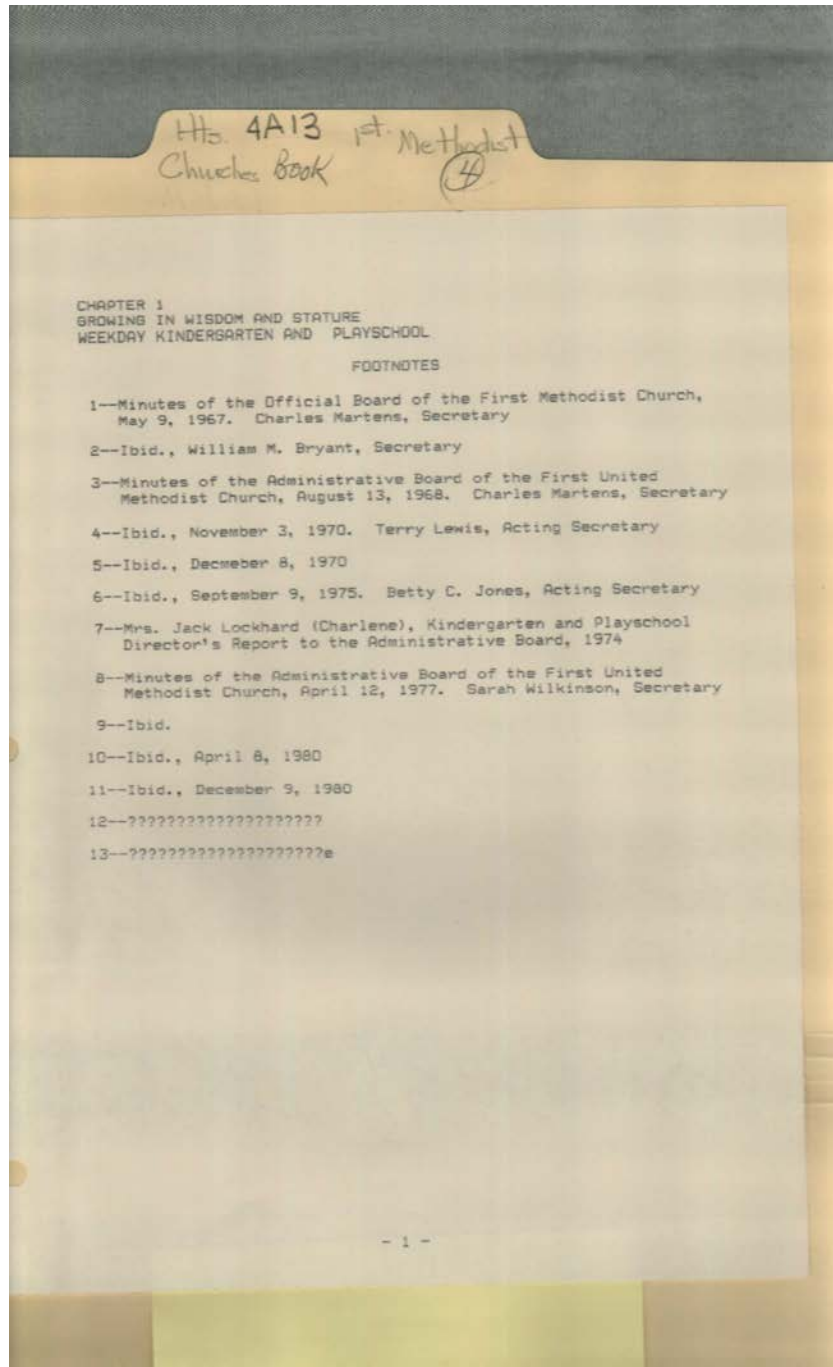 Hts. 4A13 1st. Methodist
Churches Book 4
CHAPTER 1
GROWING IN WISDOM AND STATURE
WEEKDAY KINDERGARTEN AND PLAYSCHOOL
FOOTNOTES
1--Minutes of the Official Board of the First Methodist Church,
May 9, 1967. Charles Martens, Secretary
2--Ibid., William M. Bryant, Secretary
3--Minutes of the Administrative Board of the First United
Methodist Church, August 13, 1968. Charles Martens, Secretary
4--Ibid., November 3, 1970. Terry Lewis, Acting Secretary
5--Ibid., Decmeber 8, 1970
6--Ibid., September 9, 1975. Betty C. Jones, Acting Secretary
7--Mrs. Jack Lockhard (Charlene), Kindergarten and Playschool
Director's Report to the Administrative Board, 1974
8--Minutes of the Administrative Board of the First United
Methodist Church, April 12, 1977. Sarah Wilkinson, Secretary
9--Ibid.
10--Ibid., April 8, 1980
11--Ibid., December 9, 1980
12--????????????????????
13--????????????????????e
- 1 -